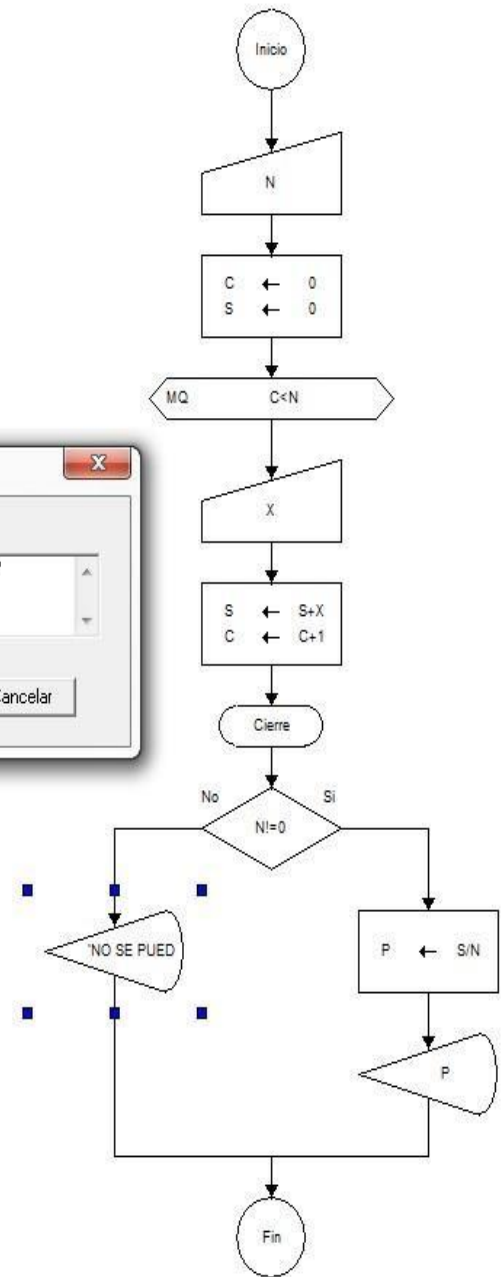 Inicio
N
C ← 0
S ← 0
MQ C<N
X
X
S ← S+X
C ← C+1
Cancelar
Cierre
No
Si
N!=0
'NO SE PUED
P ← S/N
P
Fin